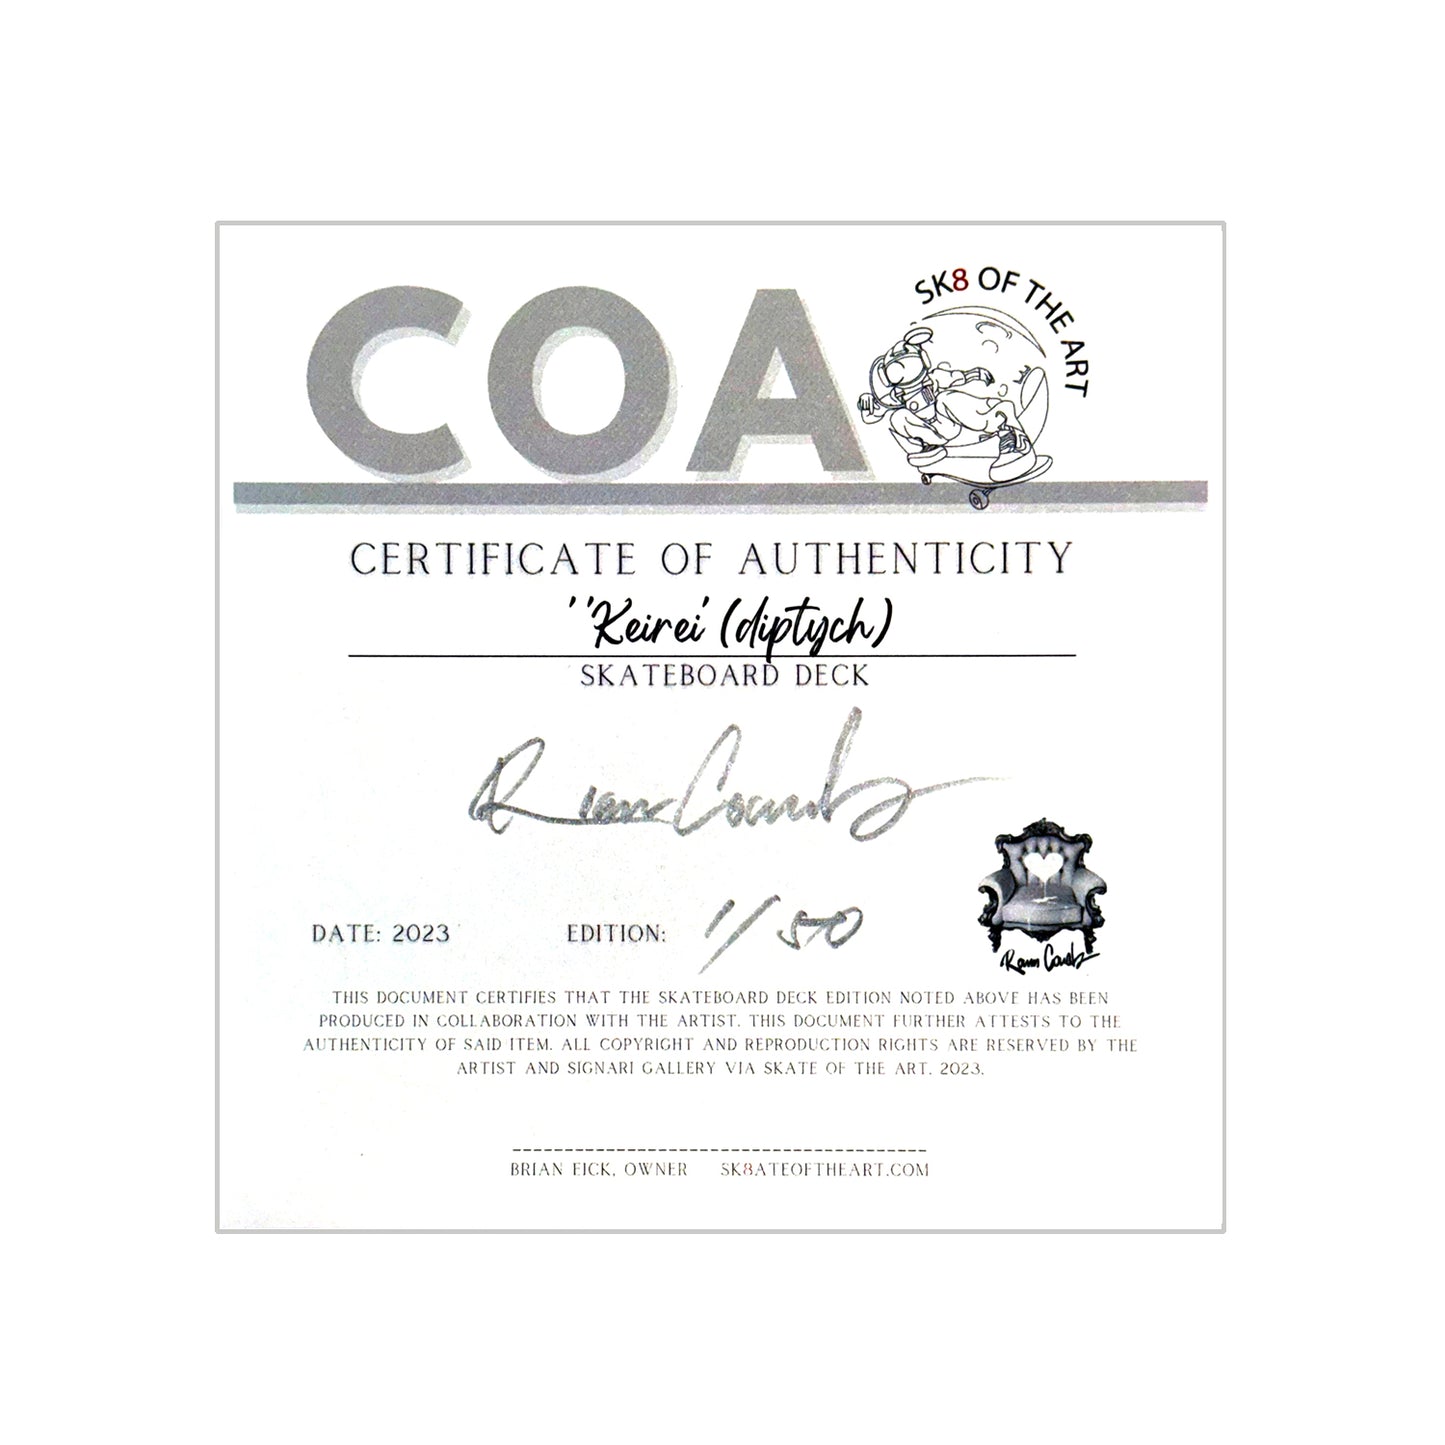 COA
SK8 OF THE ART
CERTIFICATE OF AUTHENTICITY
''Keirei' (diptych)
SKATEBOARD DECK
DATE: 2023 EDITION: 1/50
THIS DOCUMENT CERTIFIES THAT THE SKATEBOARD DECK EDITION NOTED ABOVE HAS BEEN
PRODUCED IN COLLABORATION WITH THE ARTIST. THIS DOCUMENT FURTHER ATTESTS TO THE
AUTHENTICITY OF SAID ITEM. ALL COPYRIGHT AND REPRODUCTION RIGHTS ARE RESERVED BY THE
ARTIST AND SIGNARI GALLERY VIA SKATE OF THE ART. 2023.
BRIAN EICK, OWNER SK8ATEOFTHEART.COM